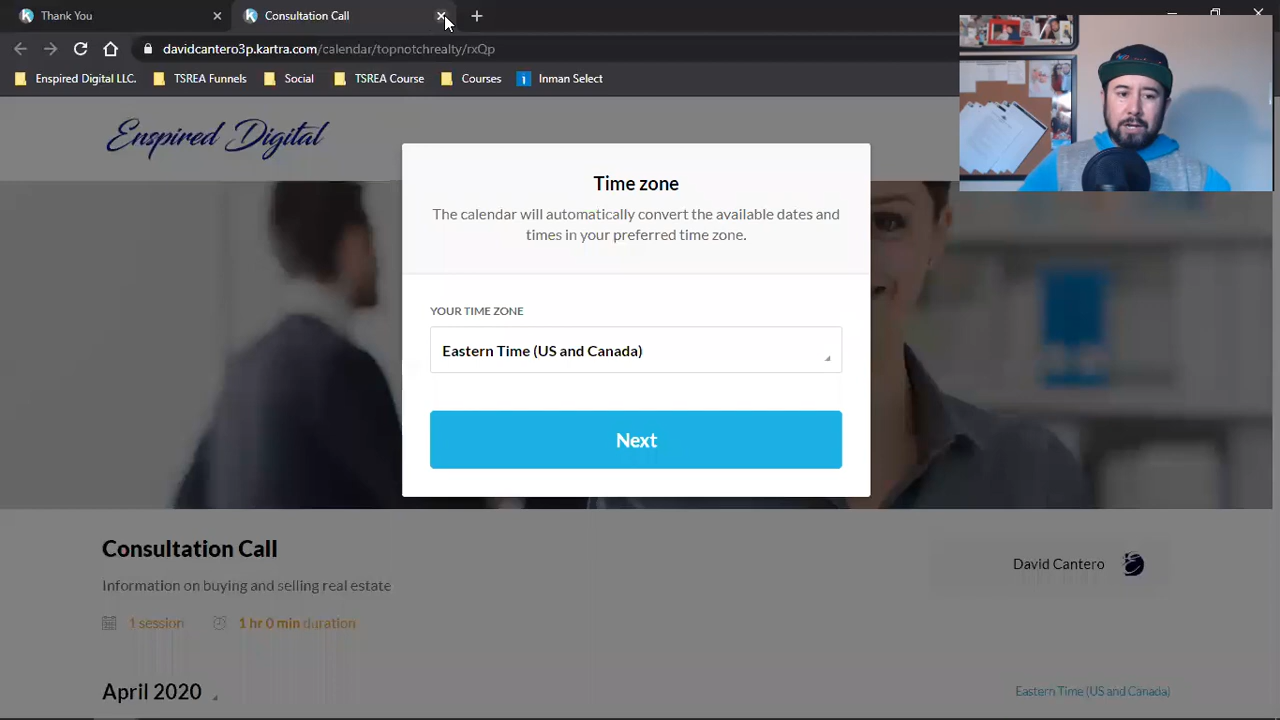 Thank You
Consultation Call
davidcantero3p.kartra.com/calendar/topnotchrealty/rxQp
Enspired Digital LLC.
TSREA Funnels
Social
TSREA Course
Courses
Inman Select
Enspired Digital
Time zone
The calendar will automatically convert the available dates and
times in your preferred time zone.
YOUR TIME ZONE
Eastern Time (US and Canada)
Next
Consultation Call
Information on buying and selling real estate
David Cantero
1 session
1 hr 0 min duration
April 2020
Eastern Time (US and Canada)